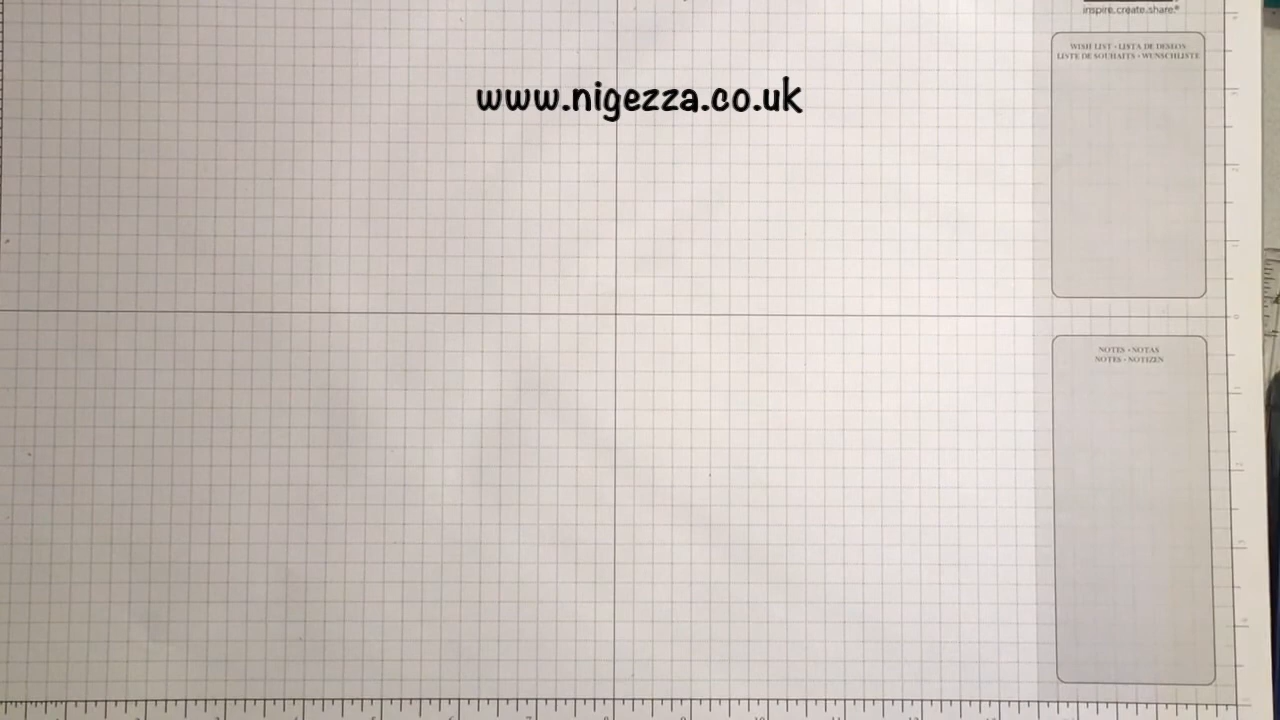 inspire.create.share.®
www.nigezza.co.uk
WISH LIST • LISTA DE DESEOS
LISTE DE SOUHAITS • WUNSCHLISTE
NOTES • NOTAS
NOTES • NOTIZEN